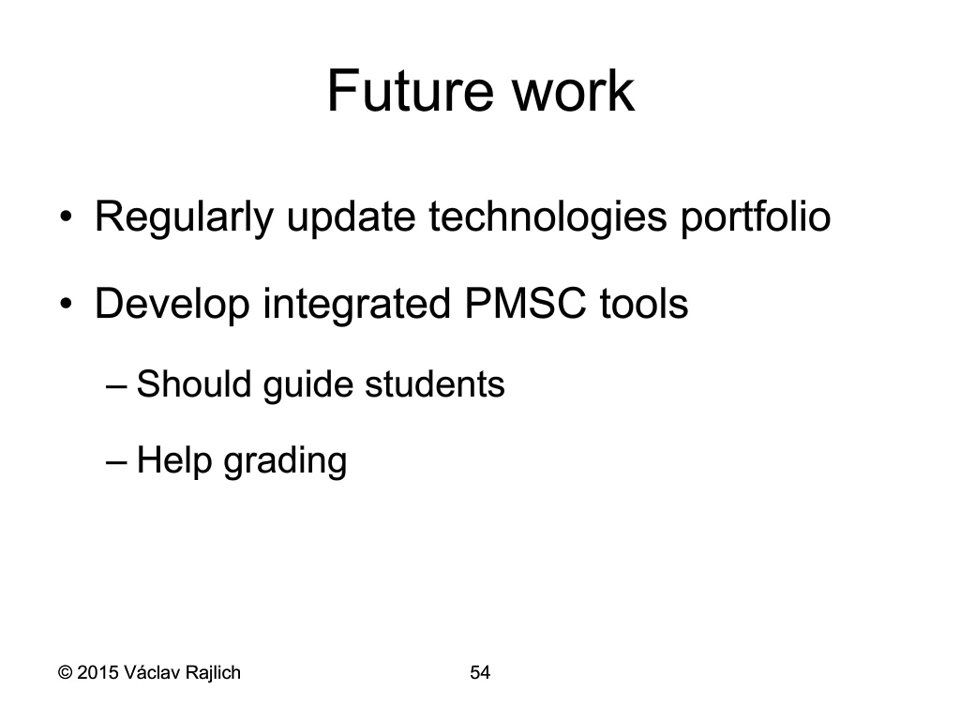 Future work
• Regularly update technologies portfolio
• Develop integrated PMSC tools
– Should guide students
– Help grading
© 2015 Václav Rajlich 54